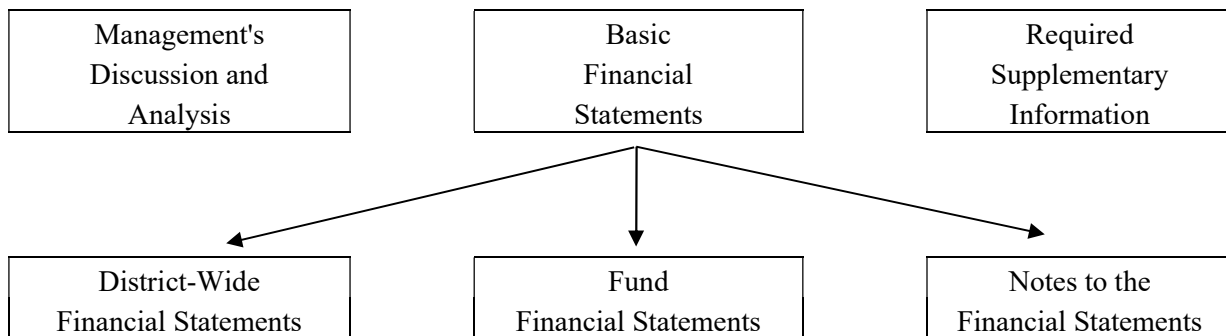 Management's
Discussion and
Analysis
Basic
Financial
Statements
Required
Supplementary
Information
District-Wide
Financial Statements
Fund
Financial Statements
Notes to the
Financial Statements